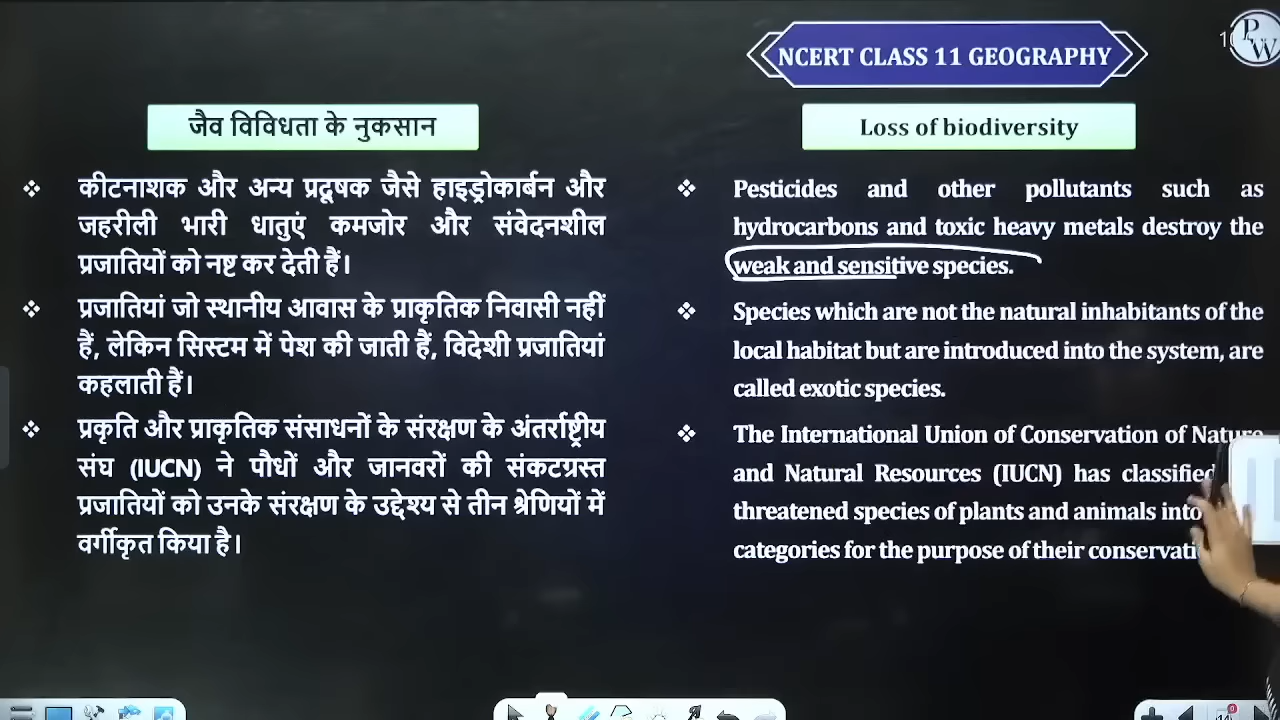 NCERT CLASS 11 GEOGRAPHY
PW
जैव विविधता के नुकसान
कीटनाशक और अन्य प्रदूषक जैसे हाइड्रोकार्बन और
जहरीली भारी धातुएं कमजोर और संवेदनशील
प्रजातियों को नष्ट कर देती हैं।
प्रजातियां जो स्थानीय आवास के प्राकृतिक निवासी नहीं
हैं, लेकिन सिस्टम में पेश की जाती हैं, विदेशी प्रजातियां
कहलाती हैं।
प्रकृति और प्राकृतिक संसाधनों के संरक्षण के अंतर्राष्ट्रीय
संघ (IUCN) ने पौधों और जानवरों की संकटग्रस्त
प्रजातियों को उनके संरक्षण के उद्देश्य से तीन श्रेणियों में
वर्गीकृत किया है।
Loss of biodiversity
Pesticides and other pollutants such as
hydrocarbons and toxic heavy metals destroy the
weak and sensitive species.
Species which are not the natural inhabitants of the
local habitat but are introduced into the system, are
called exotic species.
The International Union of Conservation of Nature
and Natural Resources (IUCN) has classified
threatened species of plants and animals into
categories for the purpose of their